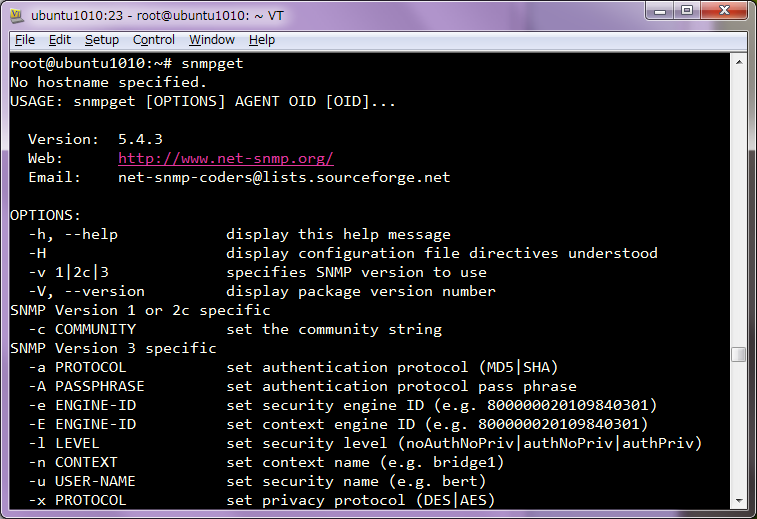 ubuntu1010:23 - root@ubuntu1010: ~ VT
File Edit Setup Control Window Help
root@ubuntu1010:~# snmpget
No hostname specified.
USAGE: snmpget [OPTIONS] AGENT OID [OID]...
Version: 5.4.3
Web: http://www.net-snmp.org/
Email: net-snmp-coders@lists.sourceforge.net
OPTIONS:
-h, --help display this help message
-H display configuration file directives understood
-v 1|2c|3 specifies SNMP version to use
-V, --version display package version number
SNMP Version 1 or 2c specific
-c COMMUNITY set the community string
SNMP Version 3 specific
-a PROTOCOL set authentication protocol (MD5|SHA)
-A PASSPHRASE set authentication protocol pass phrase
-e ENGINE-ID set security engine ID (e.g. 800000020109840301)
-E ENGINE-ID set context engine ID (e.g. 800000020109840301)
-l LEVEL set security level (noAuthNoPriv|authNoPriv|authPriv)
-n CONTEXT set context name (e.g. bridge1)
-u USER-NAME set security name (e.g. bert)
-x PROTOCOL set privacy protocol (DES|AES)